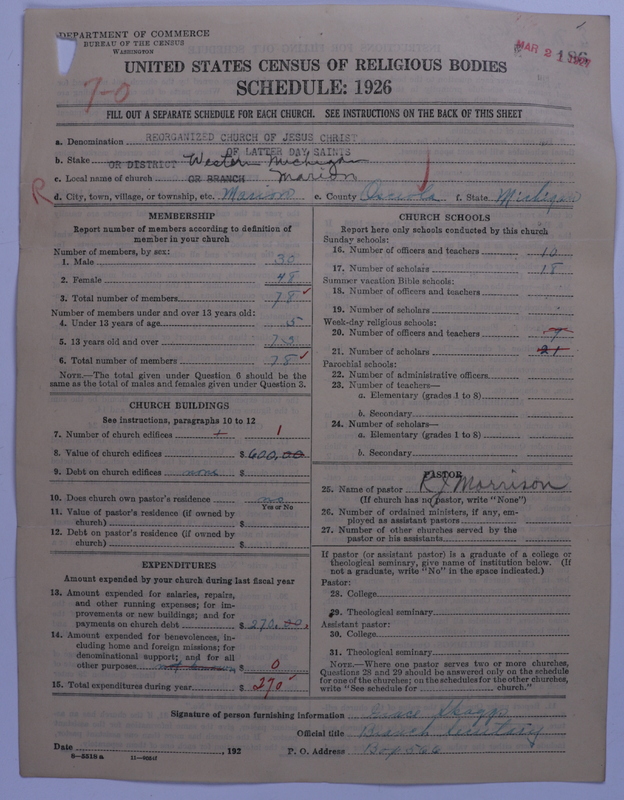 DEPARTMENT OF COMMERCE
BUREAU OF THE CENSUS
WASHINGTON
MAR 2 1 1927
UNITED STATES CENSUS OF RELIGIOUS BODIES
7-0
SCHEDULE: 1926
FILL OUT A SEPARATE SCHEDULE FOR EACH CHURCH. SEE INSTRUCTIONS ON THE BACK OF THIS SHEET
a. Denomination REORGANIZED CHURCH OF JESUS CHRIST
OF LATTER DAY SAINTS
b. Stake OR DISTRICT Western Michigan
c. Local name of church OR BRANCH Marion
R
d. City, town, village, or township, etc. Marion e. County Osceola f. State Michigan
MEMBERSHIP
Report number of members according to definition of
member in your church
Number of members, by sex:
1. Male 30
2. Female 48
3. Total number of members 78
Number of members under and over 13 years old:
4. Under 13 years of age 5
5. 13 years old and over 73
6. Total number of members 78
NOTE.—The total given under Question 6 should be the
same as the total of males and females given under Question 3.
CHURCH BUILDINGS
See instructions, paragraphs 10 to 12
7. Number of church edifices 1
8. Value of church edifices $ 600.00
9. Debt on church edifices none $
10. Does church own pastor's residence no
Yes or No
11. Value of pastor's residence (if owned by
church) $
12. Debt on pastor's residence (if owned by
church) $
EXPENDITURES
Amount expended by your church during last fiscal year
13. Amount expended for salaries, repairs,
and other running expenses; for im-
provements or new buildings; and for
payments on church debt $ 270.00
14. Amount expended for benevolences, in-
cluding home and foreign missions; for
denominational support; and for all
other purposes not known $ 0
15. Total expenditures during year $ 270
CHURCH SCHOOLS
Report here only schools conducted by this church
Sunday schools:
16. Number of officers and teachers 10
17. Number of scholars 18
Summer vacation Bible schools:
18. Number of officers and teachers
19. Number of scholars
Week-day religious schools:
20. Number of officers and teachers 7
21. Number of scholars 21
Parochial schools:
22. Number of administrative officers
23. Number of teachers—
a. Elementary (grades 1 to 8)
b. Secondary
24. Number of scholars—
a. Elementary (grades 1 to 8)
b. Secondary
PASTOR
25. Name of pastor R J Morrison
(If church has no pastor, write "None")
26. Number of ordained ministers, if any, em-
ployed as assistant pastors
27. Number of other churches served by the
pastor or his assistants
If pastor (or assistant pastor) is a graduate of a college or
theological seminary, give name of institution below. (If
not a graduate, write "No" in the space indicated.)
Pastor:
28. College
29. Theological seminary
Assistant pastor:
30. College
31. Theological seminary
NOTE.—Where one pastor serves two or more churches,
Questions 28 and 29 should be answered only on the schedule
for one of the churches; on the schedules for the other churches,
write "See schedule for church."
Signature of person furnishing information Skaggs
Official title Branch Secretary
Date , 192 P. O. Address Box 566
8—5518 a